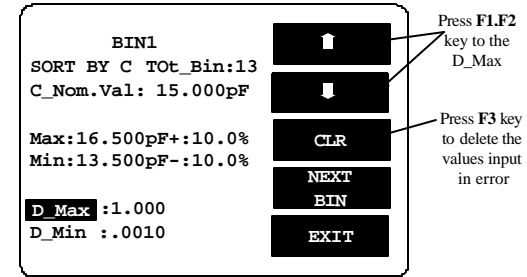 BIN1
SORT BY C TOt_Bin:13
C_Nom.Val: 15.000pF
Max:16.500pF+:10.0%
Min:13.500pF-:10.0%
D_Max :1.000
D_Min :.0010
CLR
NEXT
BIN
EXIT
Press F1.F2
key to the
D_Max
Press F3 key
to delete the
values input
in error